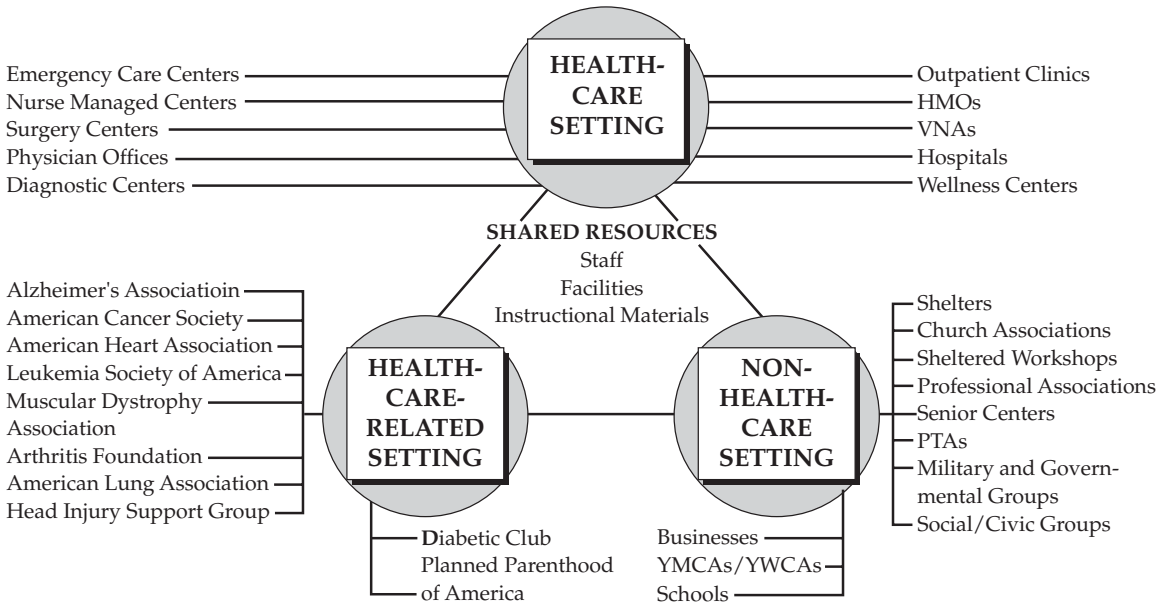 HEALTH-
CARE
SETTING
Emergency Care Centers
Nurse Managed Centers
Surgery Centers
Physician Offices
Diagnostic Centers
Outpatient Clinics
HMOs
VNAs
Hospitals
Wellness Centers
SHARED RESOURCES
Staff
Facilities
Instructional Materials
Alzheimer's Associatioin
American Cancer Society
American Heart Association
Leukemia Society of America
Muscular Dystrophy
Association
Arthritis Foundation
American Lung Association
Head Injury Support Group
HEALTH-
CARE-
RELATED
SETTING
Diabetic Club
Planned Parenthood
of America
NON-
HEALTH-
CARE
SETTING
Shelters
Church Associations
Sheltered Workshops
Professional Associations
Senior Centers
PTAs
Military and Govern-
mental Groups
Social/Civic Groups
Businesses
YMCAs/YWCAs
Schools